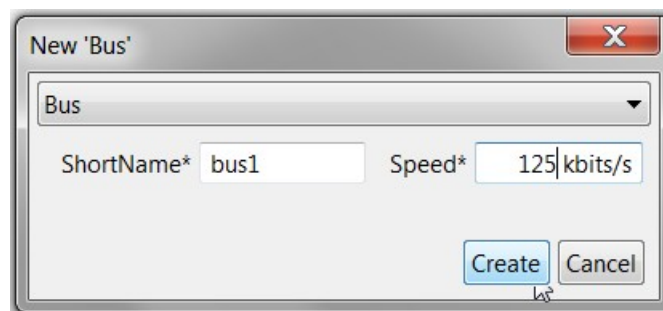 New 'Bus'
X
Bus
ShortName* bus1 Speed* 125 kbits/s
Create Cancel